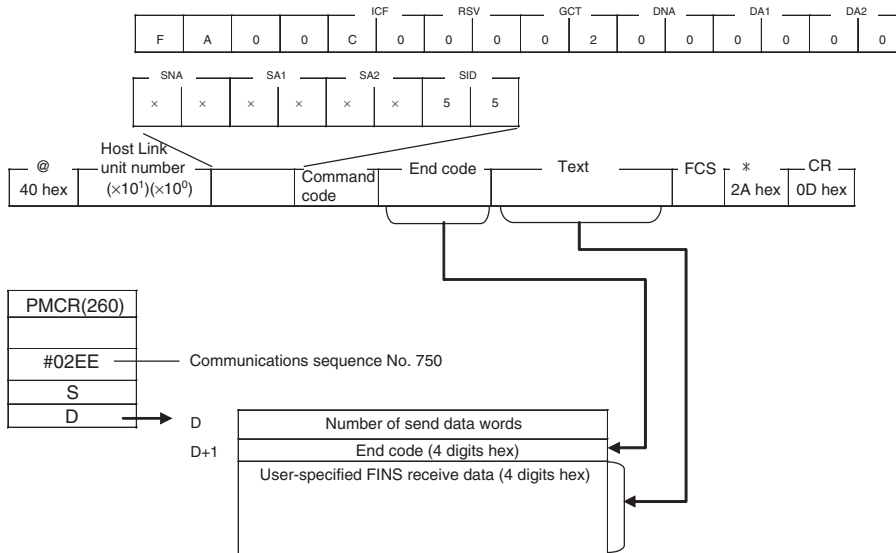 ICF RSV GCT DNA DA1 DA2
F A 0 0 C 0 0 0 0 2 0 0 0 0 0 0
SNA SA1 SA2 SID
× × × × × × 5 5
@ 40 hex
Host Link
unit number
(×10¹)(×10⁰)
Command
code
End code
Text
FCS
* 2A hex
CR 0D hex
PMCR(260)
#02EE Communications sequence No. 750
S
D
D Number of send data words
D+1 End code (4 digits hex)
User-specified FINS receive data (4 digits hex)